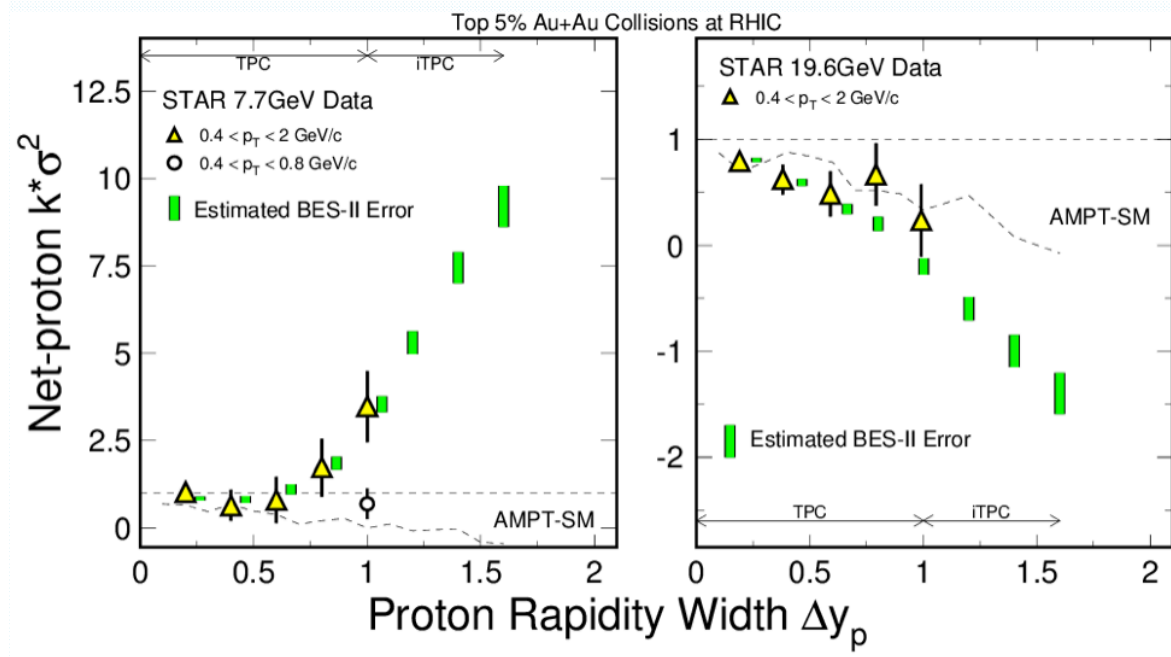 Top 5% Au+Au Collisions at RHIC
Net-proton k*σ²
TPC
iTPC
STAR 7.7GeV Data
0.4 < p_T < 2 GeV/c
0.4 < p_T < 0.8 GeV/c
Estimated BES-II Error
AMPT-SM
12.5
10
7.5
5
2.5
0
0 0.5 1 1.5 2
STAR 19.6GeV Data
0.4 < p_T < 2 GeV/c
AMPT-SM
Estimated BES-II Error
TPC
iTPC
1
0
-1
-2
0 0.5 1 1.5 2
Proton Rapidity Width Δy_p